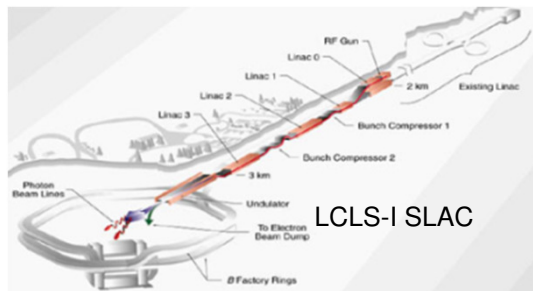 RF Gun
Linac 0
Linac 1
2 km
Existing Linac
Linac 2
Bunch Compressor 1
Linac 3
Bunch Compressor 2
3 km
Photon
Beam Lines
Undulator
LCLS-I SLAC
To Electron
Beam Dump
B Factory Rings